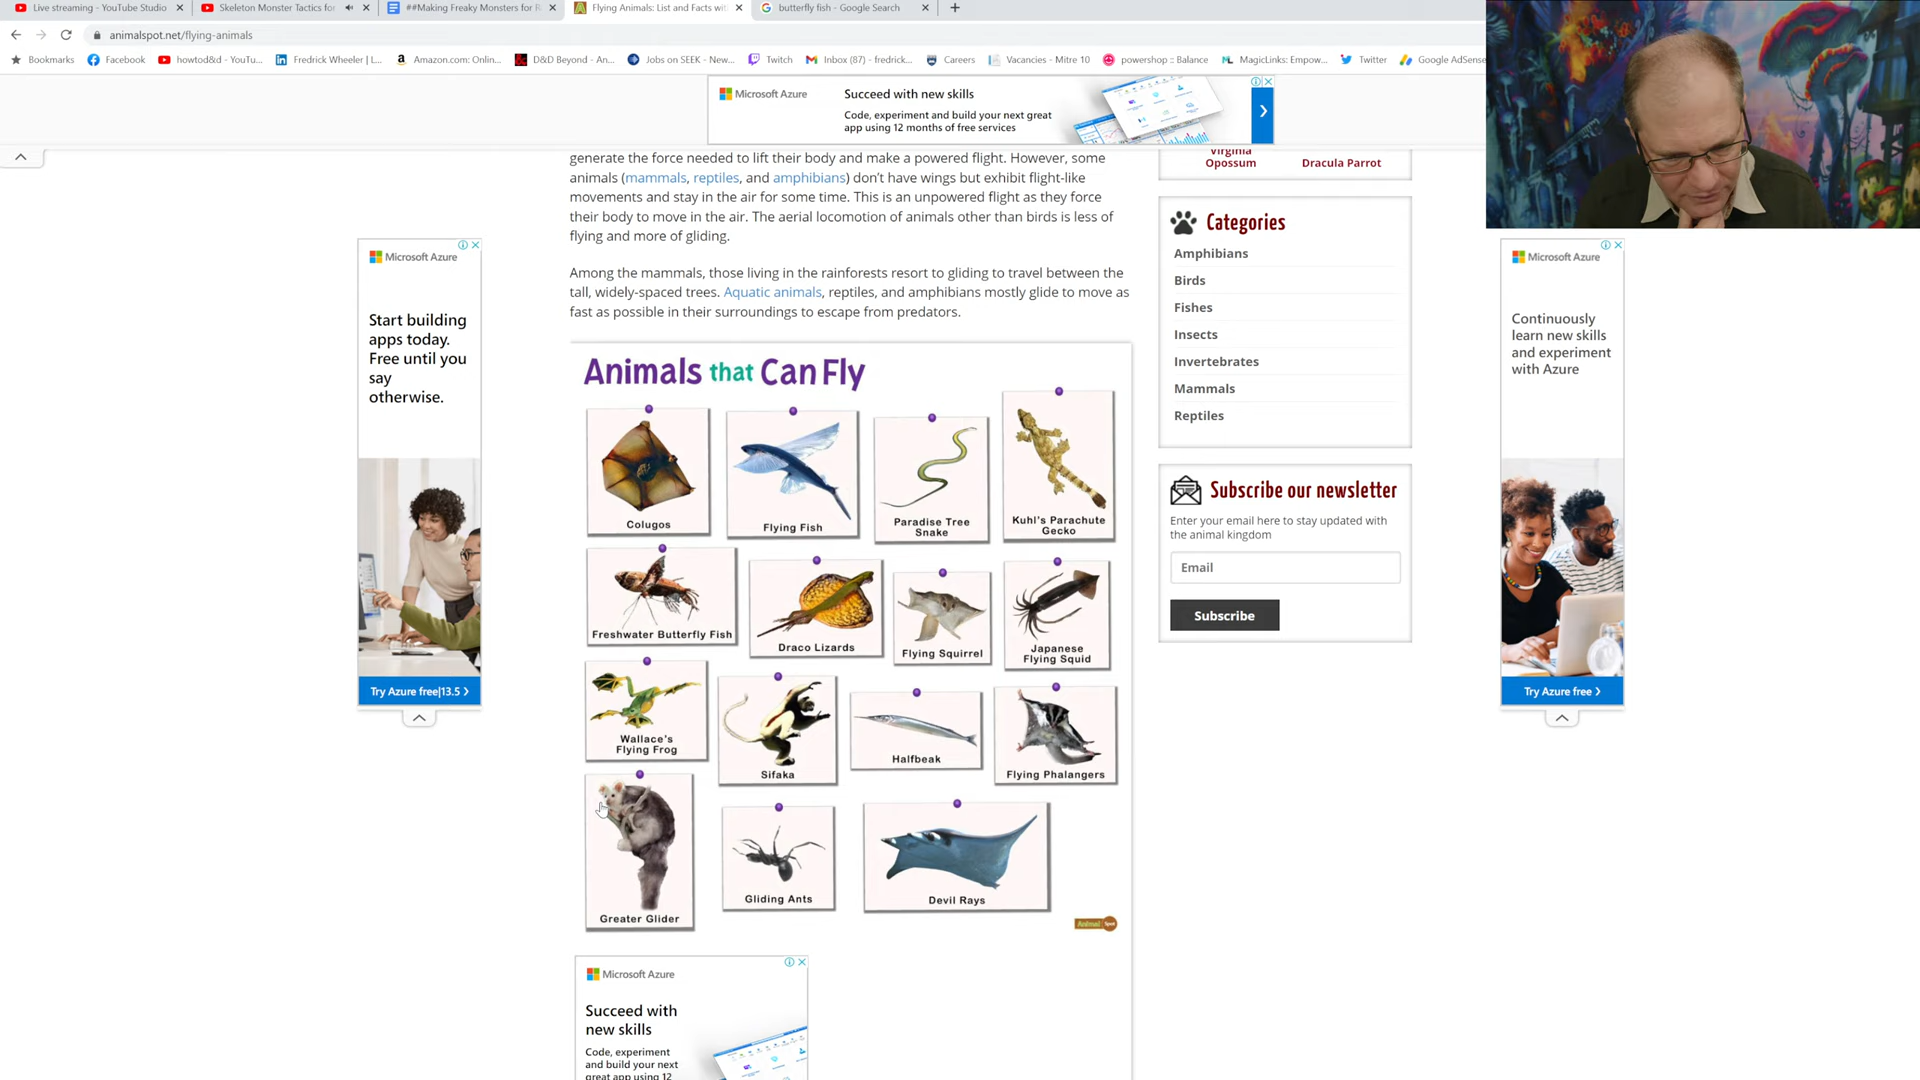 Live streaming - YouTube Studio
Skeleton Monster Tactics for
##Making Freaky Monsters for R
Flying Animals: List and Facts wit
butterfly fish - Google Search
animalspot.net/flying-animals
Bookmarks
Facebook
howtod&d - YouTu...
Fredrick Wheeler | L...
Amazon.com: Onlin...
D&D Beyond - An...
Jobs on SEEK - New...
Twitch
Inbox (87) - fredrick...
Careers
Vacancies - Mitre 10
powershop :: Balance
MagicLinks: Empow...
Twitter
Google AdSense
Microsoft Azure
Succeed with new skills
Code, experiment and build your next great
app using 12 months of free services
generate the force needed to lift their body and make a powered flight. However, some
animals (mammals, reptiles, and amphibians) don't have wings but exhibit flight-like
movements and stay in the air for some time. This is an unpowered flight as they force
their body to move in the air. The aerial locomotion of animals other than birds is less of
flying and more of gliding.
Among the mammals, those living in the rainforests resort to gliding to travel between the
tall, widely-spaced trees. Aquatic animals, reptiles, and amphibians mostly glide to move as
fast as possible in their surroundings to escape from predators.
Animals that Can Fly
Colugos
Flying Fish
Paradise Tree
Snake
Kuhl's Parachute
Gecko
Freshwater Butterfly Fish
Draco Lizards
Flying Squirrel
Japanese
Flying Squid
Wallace's
Flying Frog
Sifaka
Halfbeak
Flying Phalangers
Greater Glider
Gliding Ants
Devil Rays
Animal Spot
Microsoft Azure
Succeed with
new skills
Code, experiment
and build your next
great app using 12
Microsoft Azure
Start building
apps today.
Free until you
say
otherwise.
Try Azure free|13.5
Virginia
Opossum
Dracula Parrot
Categories
Amphibians
Birds
Fishes
Insects
Invertebrates
Mammals
Reptiles
Subscribe our newsletter
Enter your email here to stay updated with
the animal kingdom
Email
Subscribe
Microsoft Azure
Continuously
learn new skills
and experiment
with Azure
Try Azure free